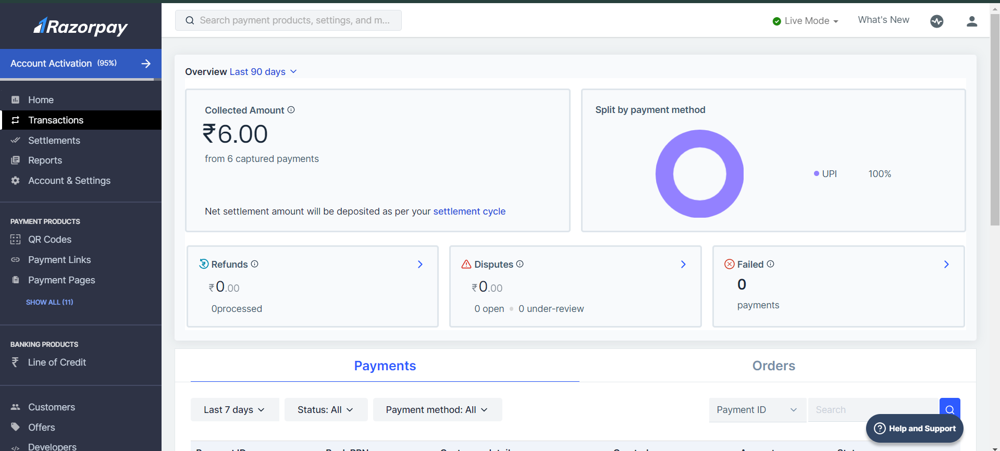 Razorpay
Search payment products, settings, and m...
Live Mode
What's New
Account Activation (95%)
Home
Transactions
Settlements
Reports
Account & Settings
PAYMENT PRODUCTS
QR Codes
Payment Links
Payment Pages
SHOW ALL (11)
BANKING PRODUCTS
Line of Credit
Customers
Offers
Developers
Overview Last 90 days
Collected Amount
₹6.00
from 6 captured payments
Net settlement amount will be deposited as per your settlement cycle
Split by payment method
UPI 100%
Refunds
₹0.00
0processed
Disputes
₹0.00
0 open 0 under-review
Failed
0
payments
Payments
Orders
Last 7 days
Status: All
Payment method: All
Payment ID
Search
Help and Support